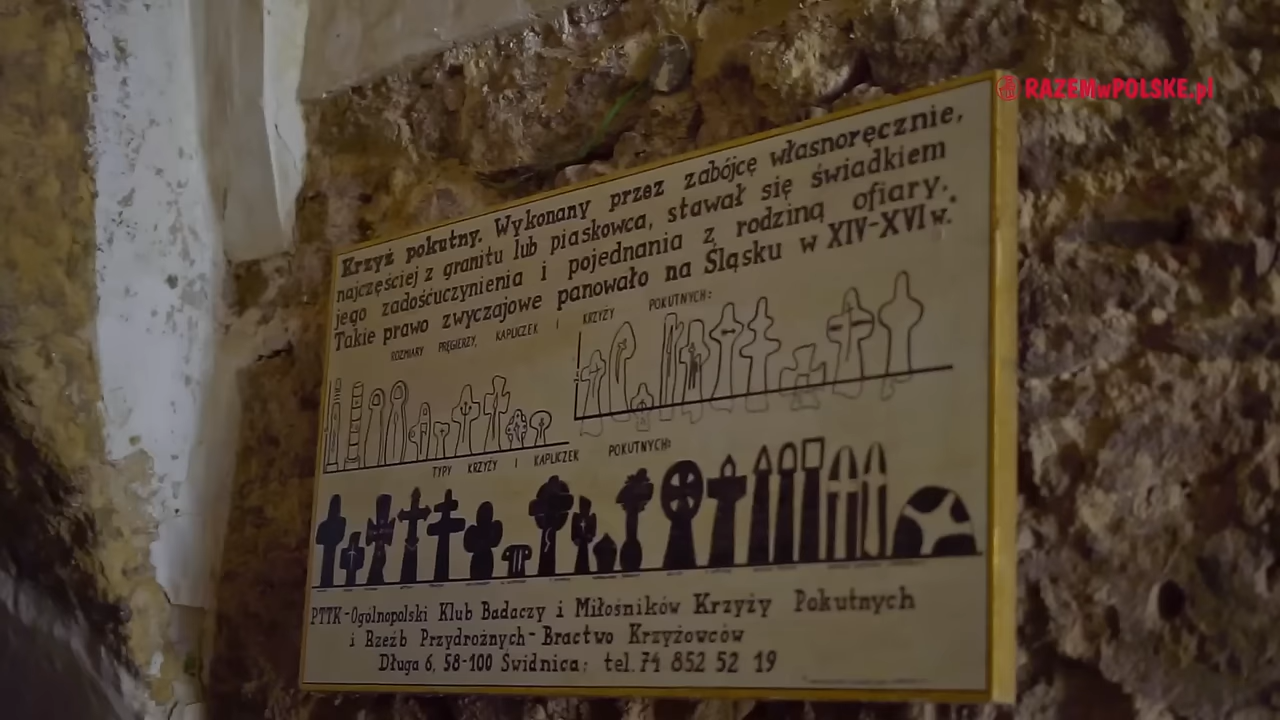 RAZEMwPOLSKE.pl
Krzyż pokutny. Wykonany przez zabójcę własnoręcznie,
najczęściej z granitu lub piaskowca, stawał się świadkiem
jego zadośćuczynienia i pojednania z rodziną ofiary.
Takie prawo zwyczajowe panowało na Śląsku w XIV-XVI w.
ROZMIARY PRĘGIERZY, KAPLICZEK I KRZYŻY POKUTNYCH:
TYPY KRZYŻY I KAPLICZEK POKUTNYCH:
PTTK-Ogólnopolski Klub Badaczy i Miłośników Krzyży Pokutnych
i Rzeźb Przydrożnych-Bractwo Krzyżowców
Długa 6, 58-100 Świdnica; tel. 74 852 52 19